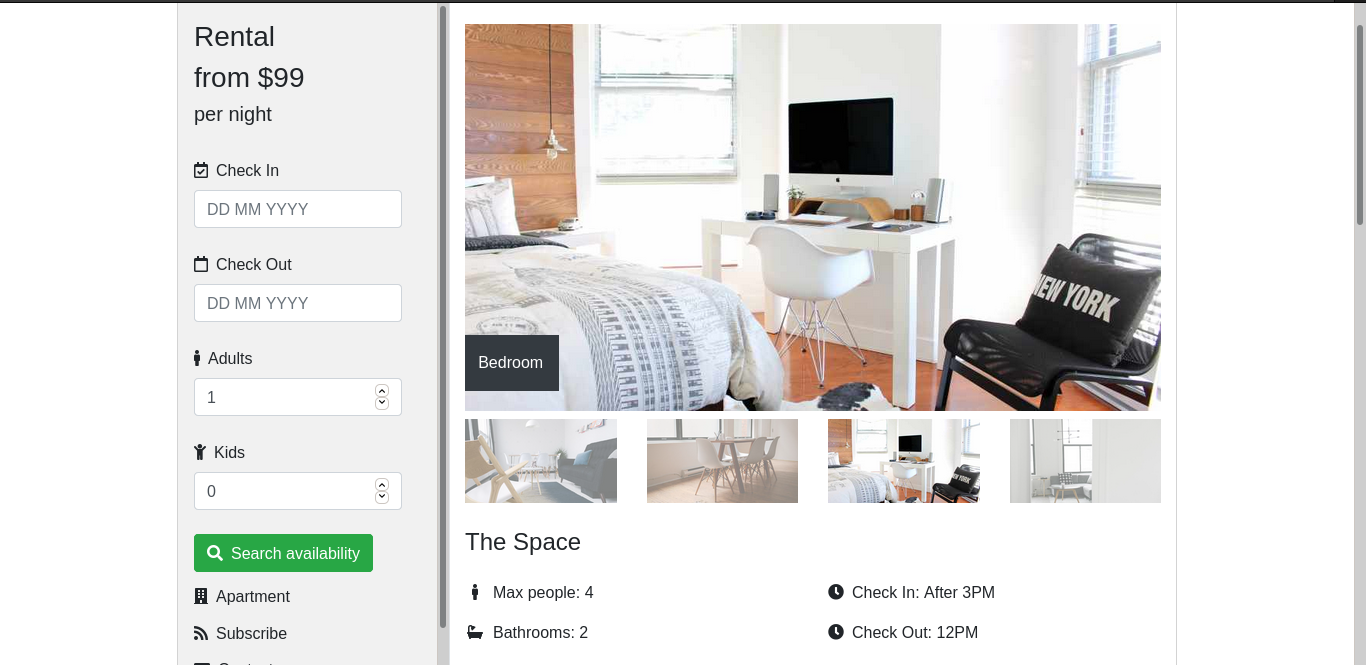 Rental
from $99
per night
Check In
DD MM YYYY
Check Out
DD MM YYYY
Adults
1
Kids
0
Search availability
Apartment
Subscribe
NEW YORK
Bedroom
NEW YORK
The Space
Max people: 4
Check In: After 3PM
Bathrooms: 2
Check Out: 12PM